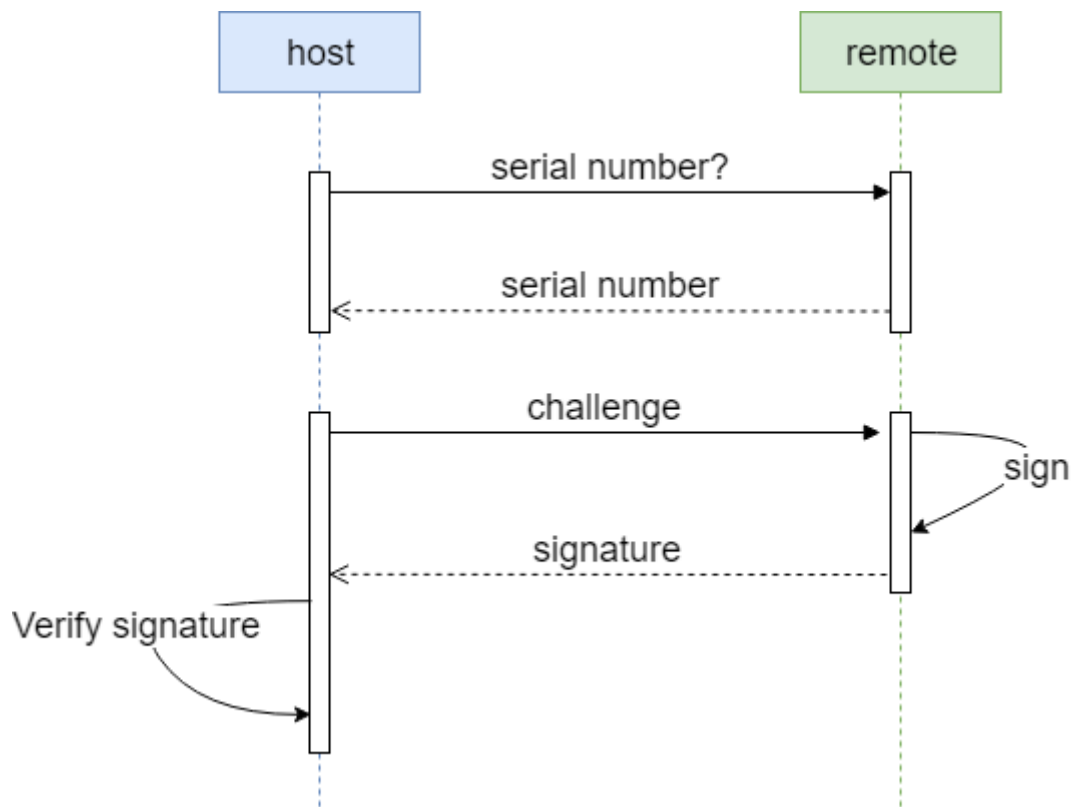 host
remote
serial number?
serial number
challenge
sign
signature
Verify signature